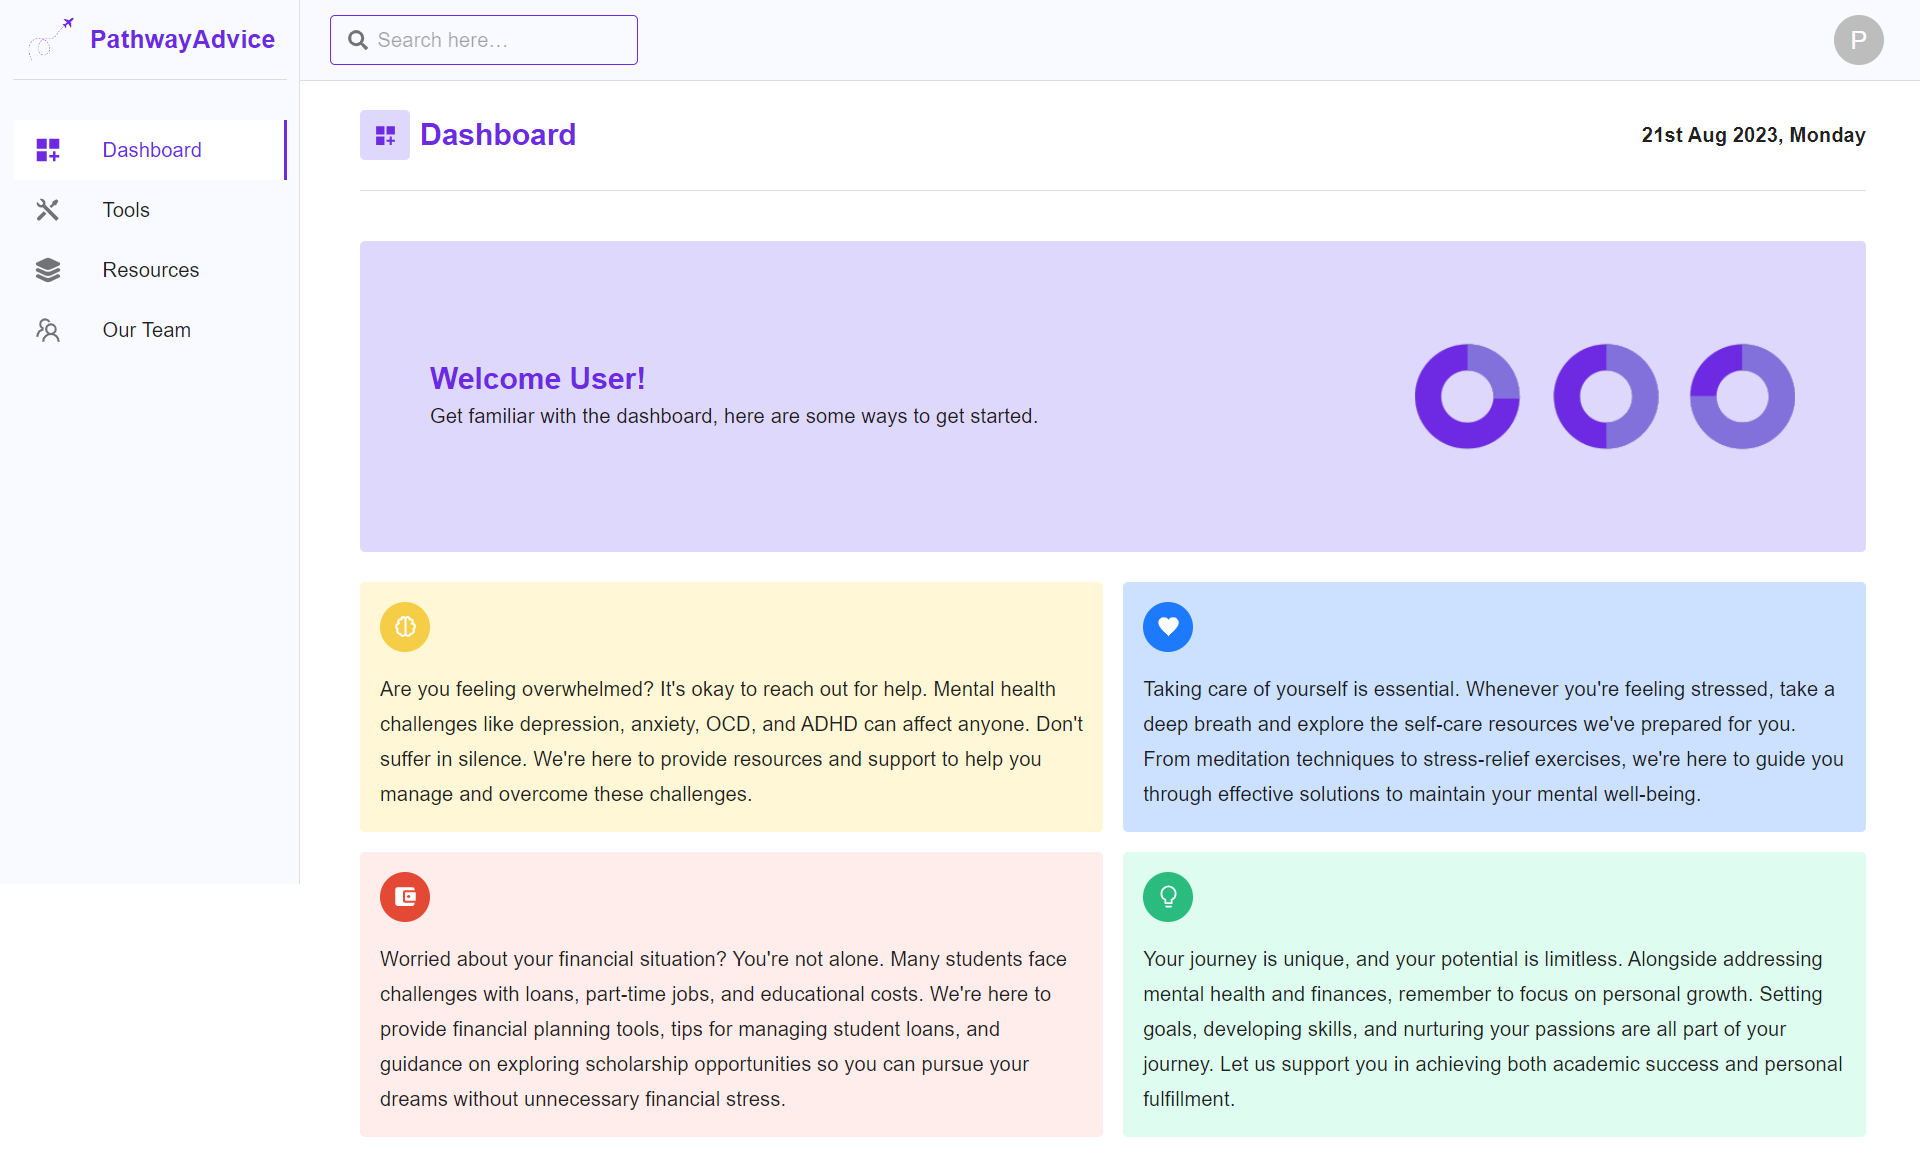 PathwayAdvice
Search here...
P
Dashboard
Tools
Resources
Our Team
Dashboard
21st Aug 2023, Monday
Welcome User!
Get familiar with the dashboard, here are some ways to get started.
Are you feeling overwhelmed? It's okay to reach out for help. Mental health
challenges like depression, anxiety, OCD, and ADHD can affect anyone. Don't
suffer in silence. We're here to provide resources and support to help you
manage and overcome these challenges.
Taking care of yourself is essential. Whenever you're feeling stressed, take a
deep breath and explore the self-care resources we've prepared for you.
From meditation techniques to stress-relief exercises, we're here to guide you
through effective solutions to maintain your mental well-being.
Worried about your financial situation? You're not alone. Many students face
challenges with loans, part-time jobs, and educational costs. We're here to
provide financial planning tools, tips for managing student loans, and
guidance on exploring scholarship opportunities so you can pursue your
dreams without unnecessary financial stress.
Your journey is unique, and your potential is limitless. Alongside addressing
mental health and finances, remember to focus on personal growth. Setting
goals, developing skills, and nurturing your passions are all part of your
journey. Let us support you in achieving both academic success and personal
fulfillment.